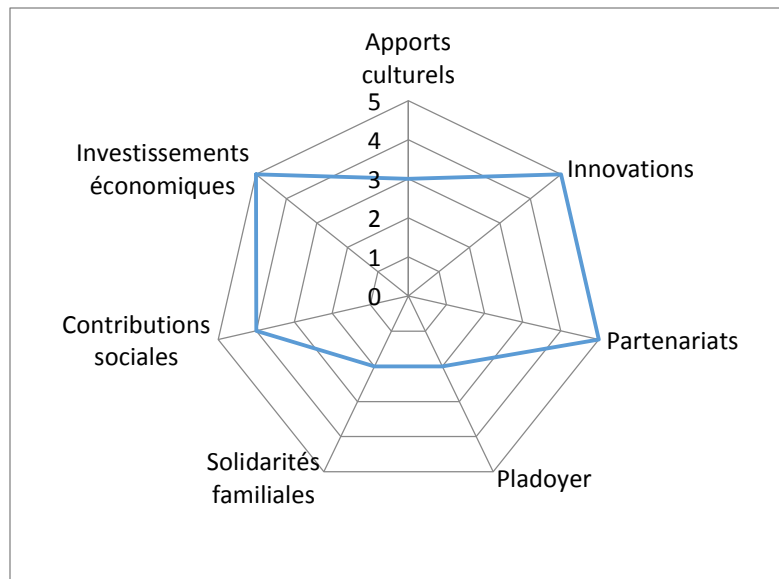 Apports
culturels
5
4
3
2
1
0
Innovations
Partenariats
Pladoyer
Solidarités
familiales
Contributions
sociales
Investissements
économiques